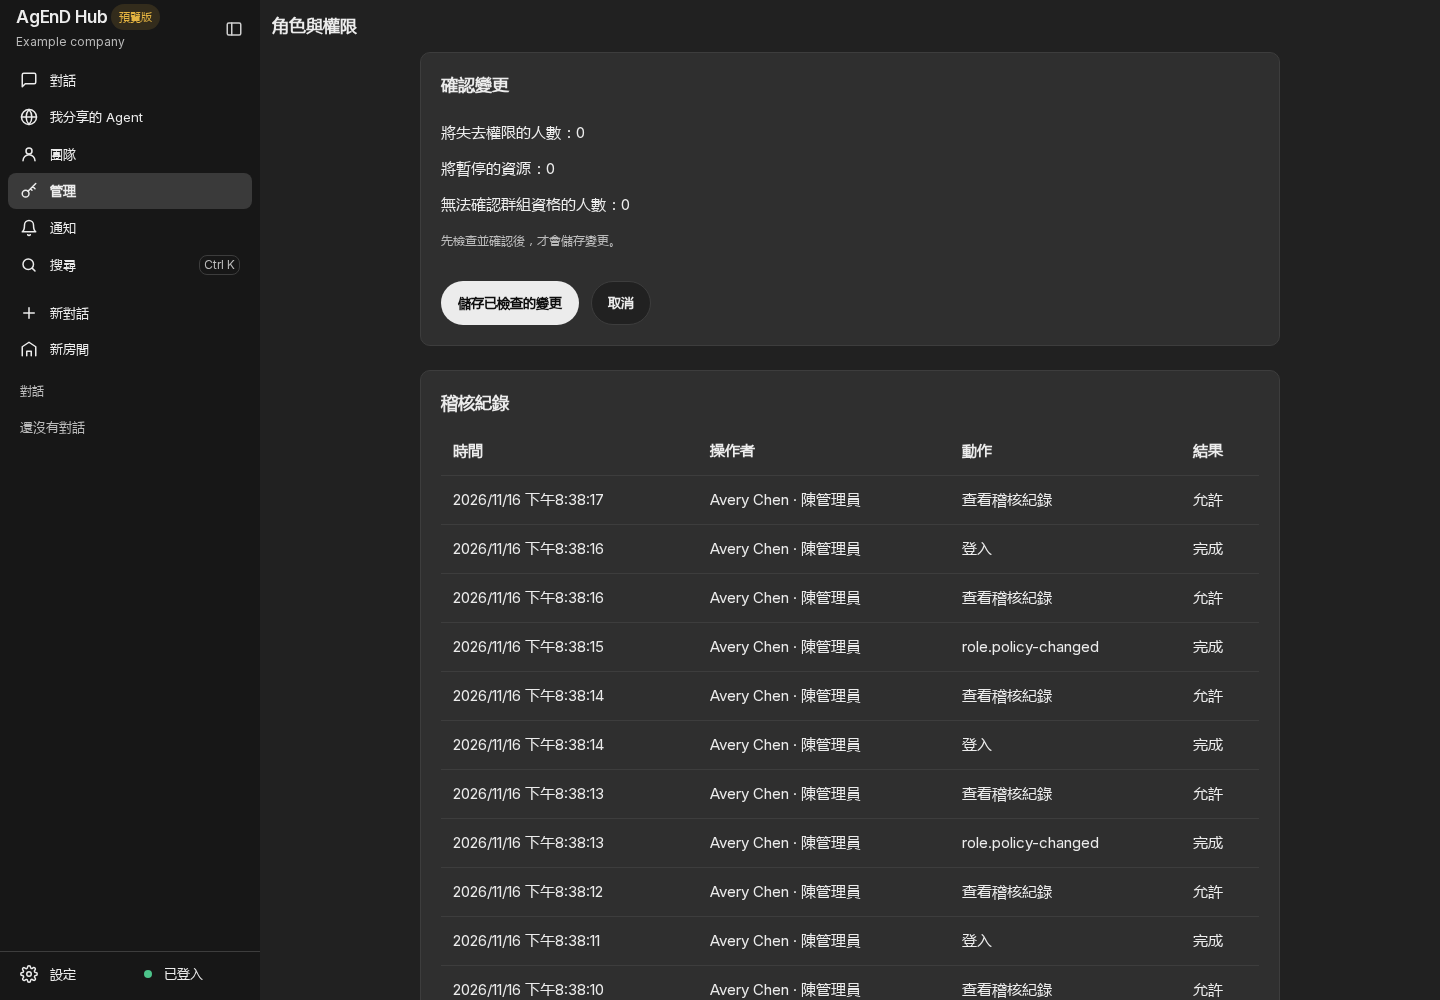 AgEnD Hub 預覽版
Example company
對話
我分享的 Agent
團隊
管理
通知
搜尋 Ctrl K
新對話
新房間
對話
還沒有對話
設定 已登入
角色與權限
確認變更
將失去權限的人數：0
將暫停的資源：0
無法確認群組資格的人數：0
先檢查並確認後，才會儲存變更。
儲存已檢查的變更 取消
稽核紀錄
時間 操作者 動作 結果
2026/11/16 下午8:38:17 Avery Chen · 陳管理員 查看稽核紀錄 允許
2026/11/16 下午8:38:16 Avery Chen · 陳管理員 登入 完成
2026/11/16 下午8:38:16 Avery Chen · 陳管理員 查看稽核紀錄 允許
2026/11/16 下午8:38:15 Avery Chen · 陳管理員 role.policy-changed 完成
2026/11/16 下午8:38:14 Avery Chen · 陳管理員 查看稽核紀錄 允許
2026/11/16 下午8:38:14 Avery Chen · 陳管理員 登入 完成
2026/11/16 下午8:38:13 Avery Chen · 陳管理員 查看稽核紀錄 允許
2026/11/16 下午8:38:13 Avery Chen · 陳管理員 role.policy-changed 完成
2026/11/16 下午8:38:12 Avery Chen · 陳管理員 查看稽核紀錄 允許
2026/11/16 下午8:38:11 Avery Chen · 陳管理員 登入 完成
2026/11/16 下午8:38:10 Avery Chen · 陳管理員 查看稽核紀錄 允許